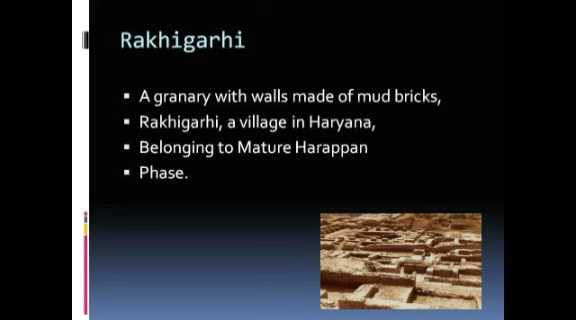 Rakhigarhi
▪ A granary with walls made of mud bricks,
▪ Rakhigarhi, a village in Haryana,
▪ Belonging to Mature Harappan
▪ Phase.